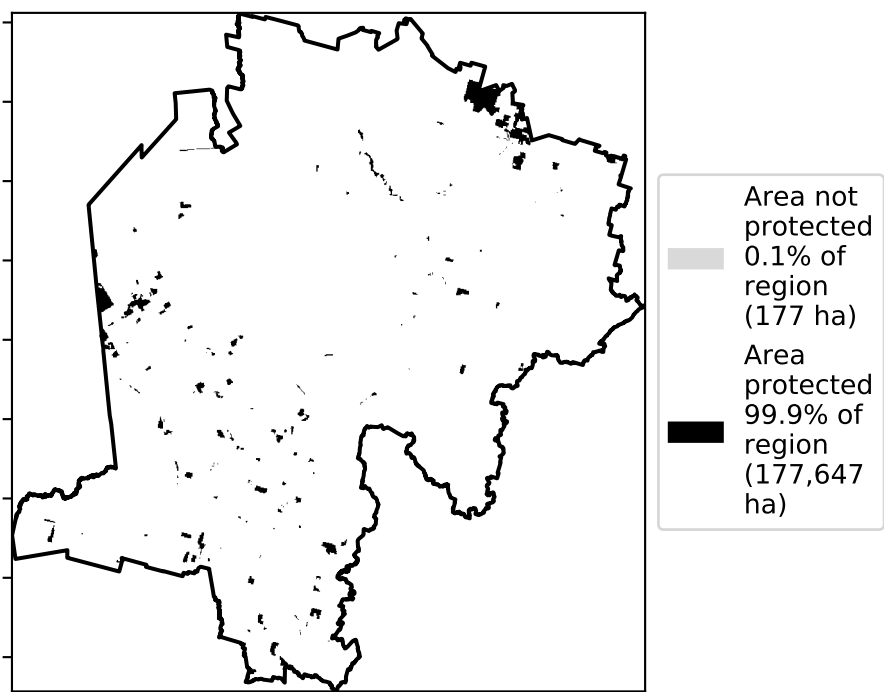 Area not
protected
0.1% of
region
(177 ha)
Area
protected
99.9% of
region
(177,647
ha)